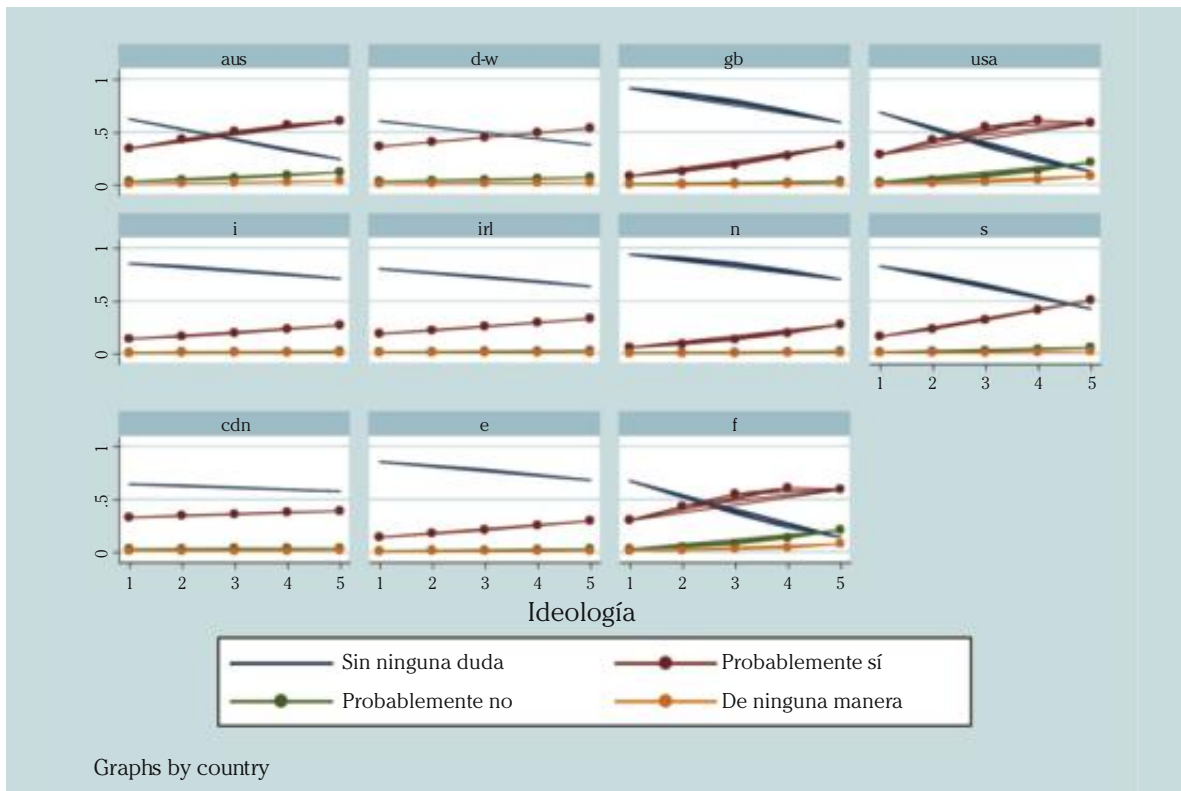 aus d-w gb usa
1
.5
0
i irl n s
1
.5
0
1 2 3 4 5
cdn e f
1
.5
0
1 2 3 4 5 1 2 3 4 5 1 2 3 4 5
Ideología
Sin ninguna duda Probablemente sí
Probablemente no De ninguna manera
Graphs by country